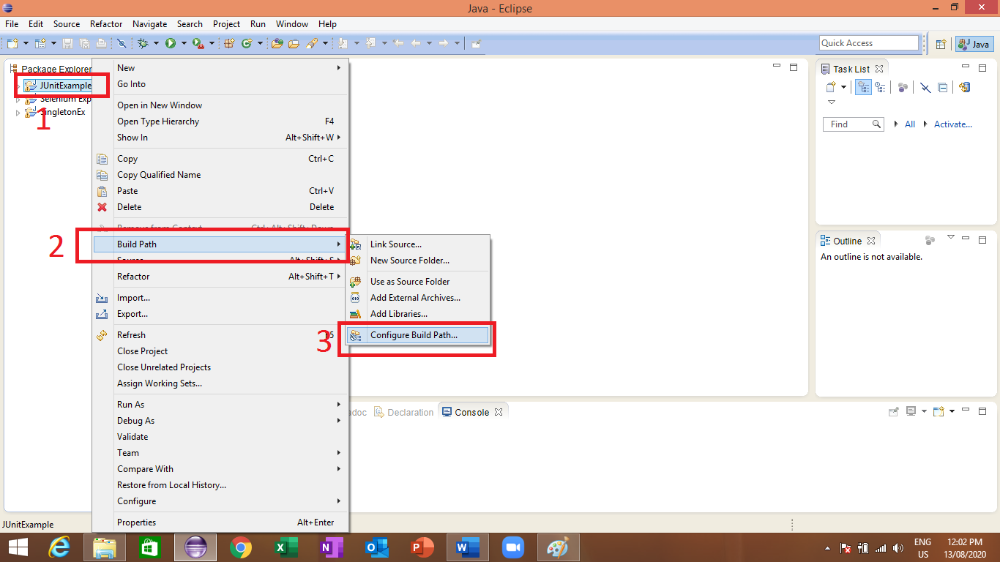 Java - Eclipse
File Edit Source Refactor Navigate Search Project Run Window Help
Quick Access
Java
Package Explorer
JUnitExample
Selenium Exp
SingletonEx
1
New
Go Into
Open in New Window
Open Type Hierarchy F4
Show In Alt+Shift+W
Copy Ctrl+C
Copy Qualified Name
Paste Ctrl+V
Delete Delete
Remove from Context Ctrl+Alt+Shift+Down
2
Build Path
Source Alt+Shift+S
Refactor Alt+Shift+T
Import...
Export...
Refresh F5
Close Project
Close Unrelated Projects
Assign Working Sets...
Run As
Debug As
Validate
Team
Compare With
Restore from Local History...
Configure
Properties Alt+Enter
Link Source...
New Source Folder...
Use as Source Folder
Add External Archives...
Add Libraries...
3
Configure Build Path...
Task List
Find All Activate...
Outline
An outline is not available.
adoc Declaration Console
JUnitExample
ENG
US
12:02 PM
13/08/2020